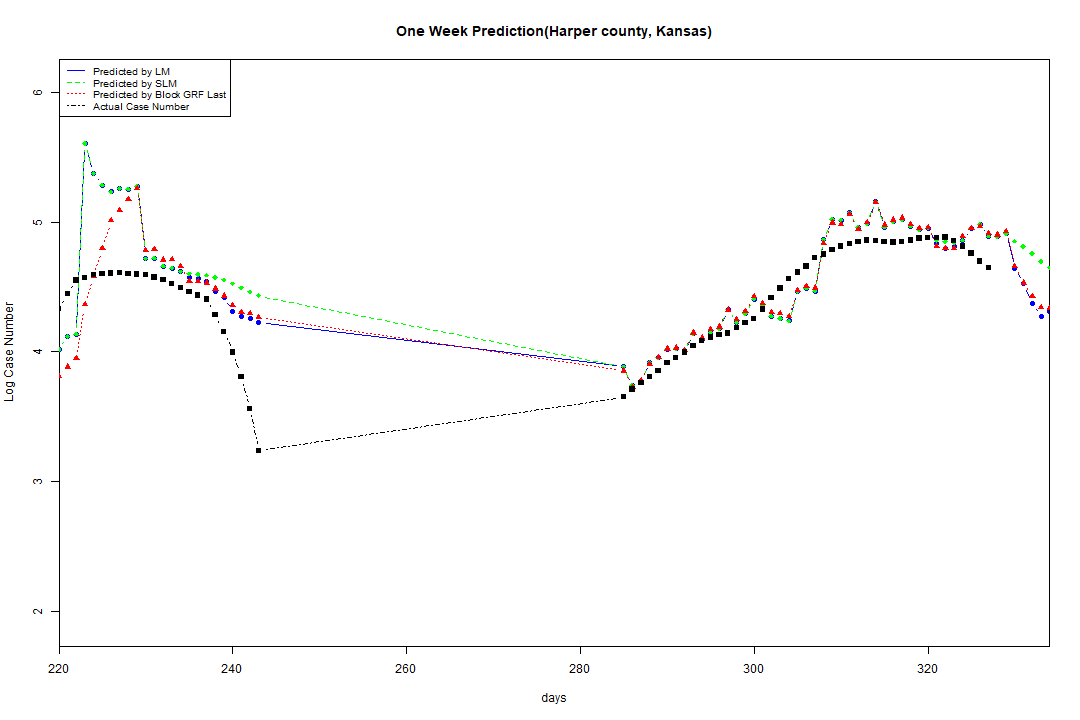 One Week Prediction(Harper county, Kansas)
Predicted by LM
Predicted by SLM
Predicted by Block GRF Last
Actual Case Number
6
5
4
3
2
Log Case Number
220 240 260 280 300 320
days